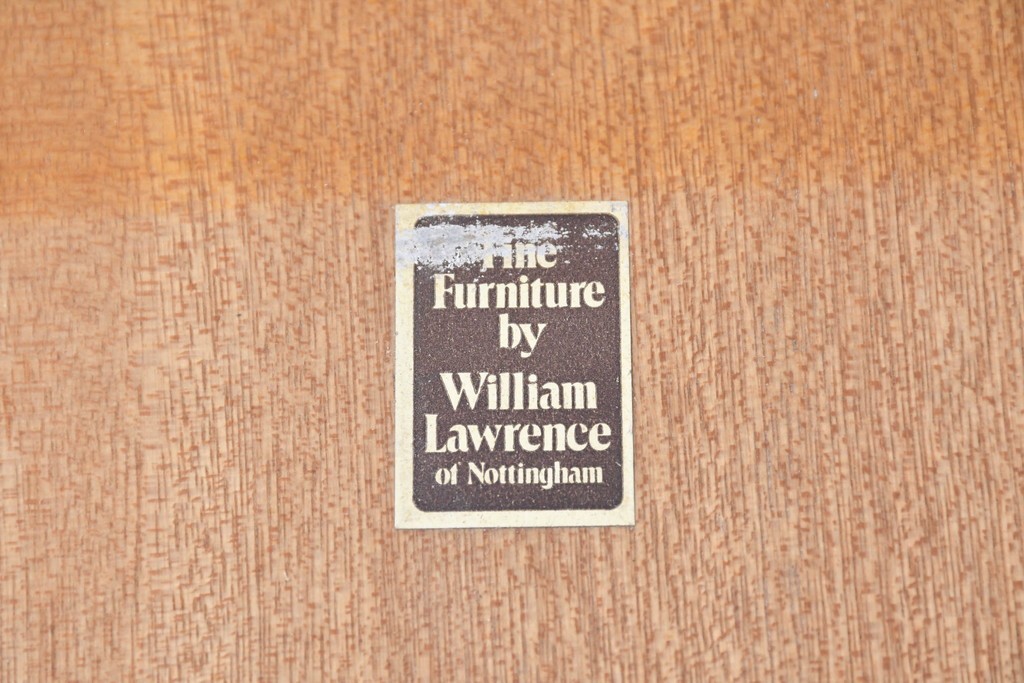 Fine
Furniture
by
William
Lawrence
of Nottingham